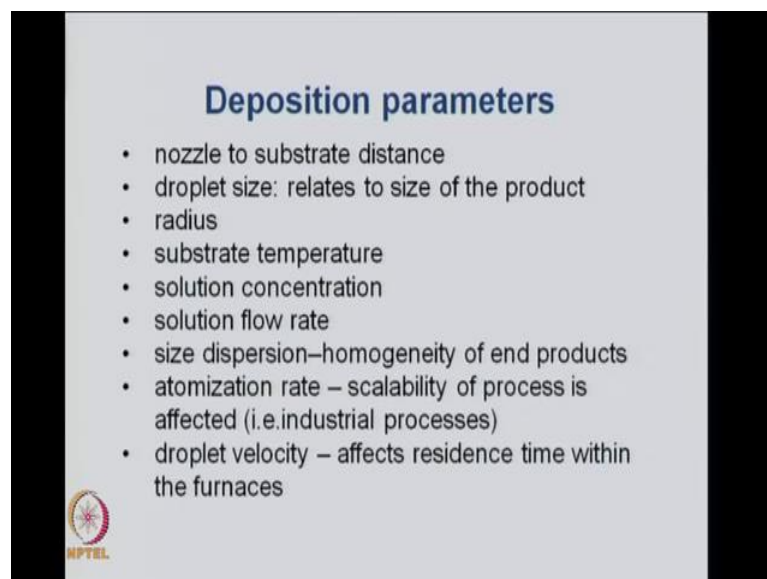 Deposition parameters
• nozzle to substrate distance
• droplet size: relates to size of the product
• radius
• substrate temperature
• solution concentration
• solution flow rate
• size dispersion–homogeneity of end products
• atomization rate – scalability of process is
affected (i.e.industrial processes)
• droplet velocity – affects residence time within
the furnaces
NPTEL